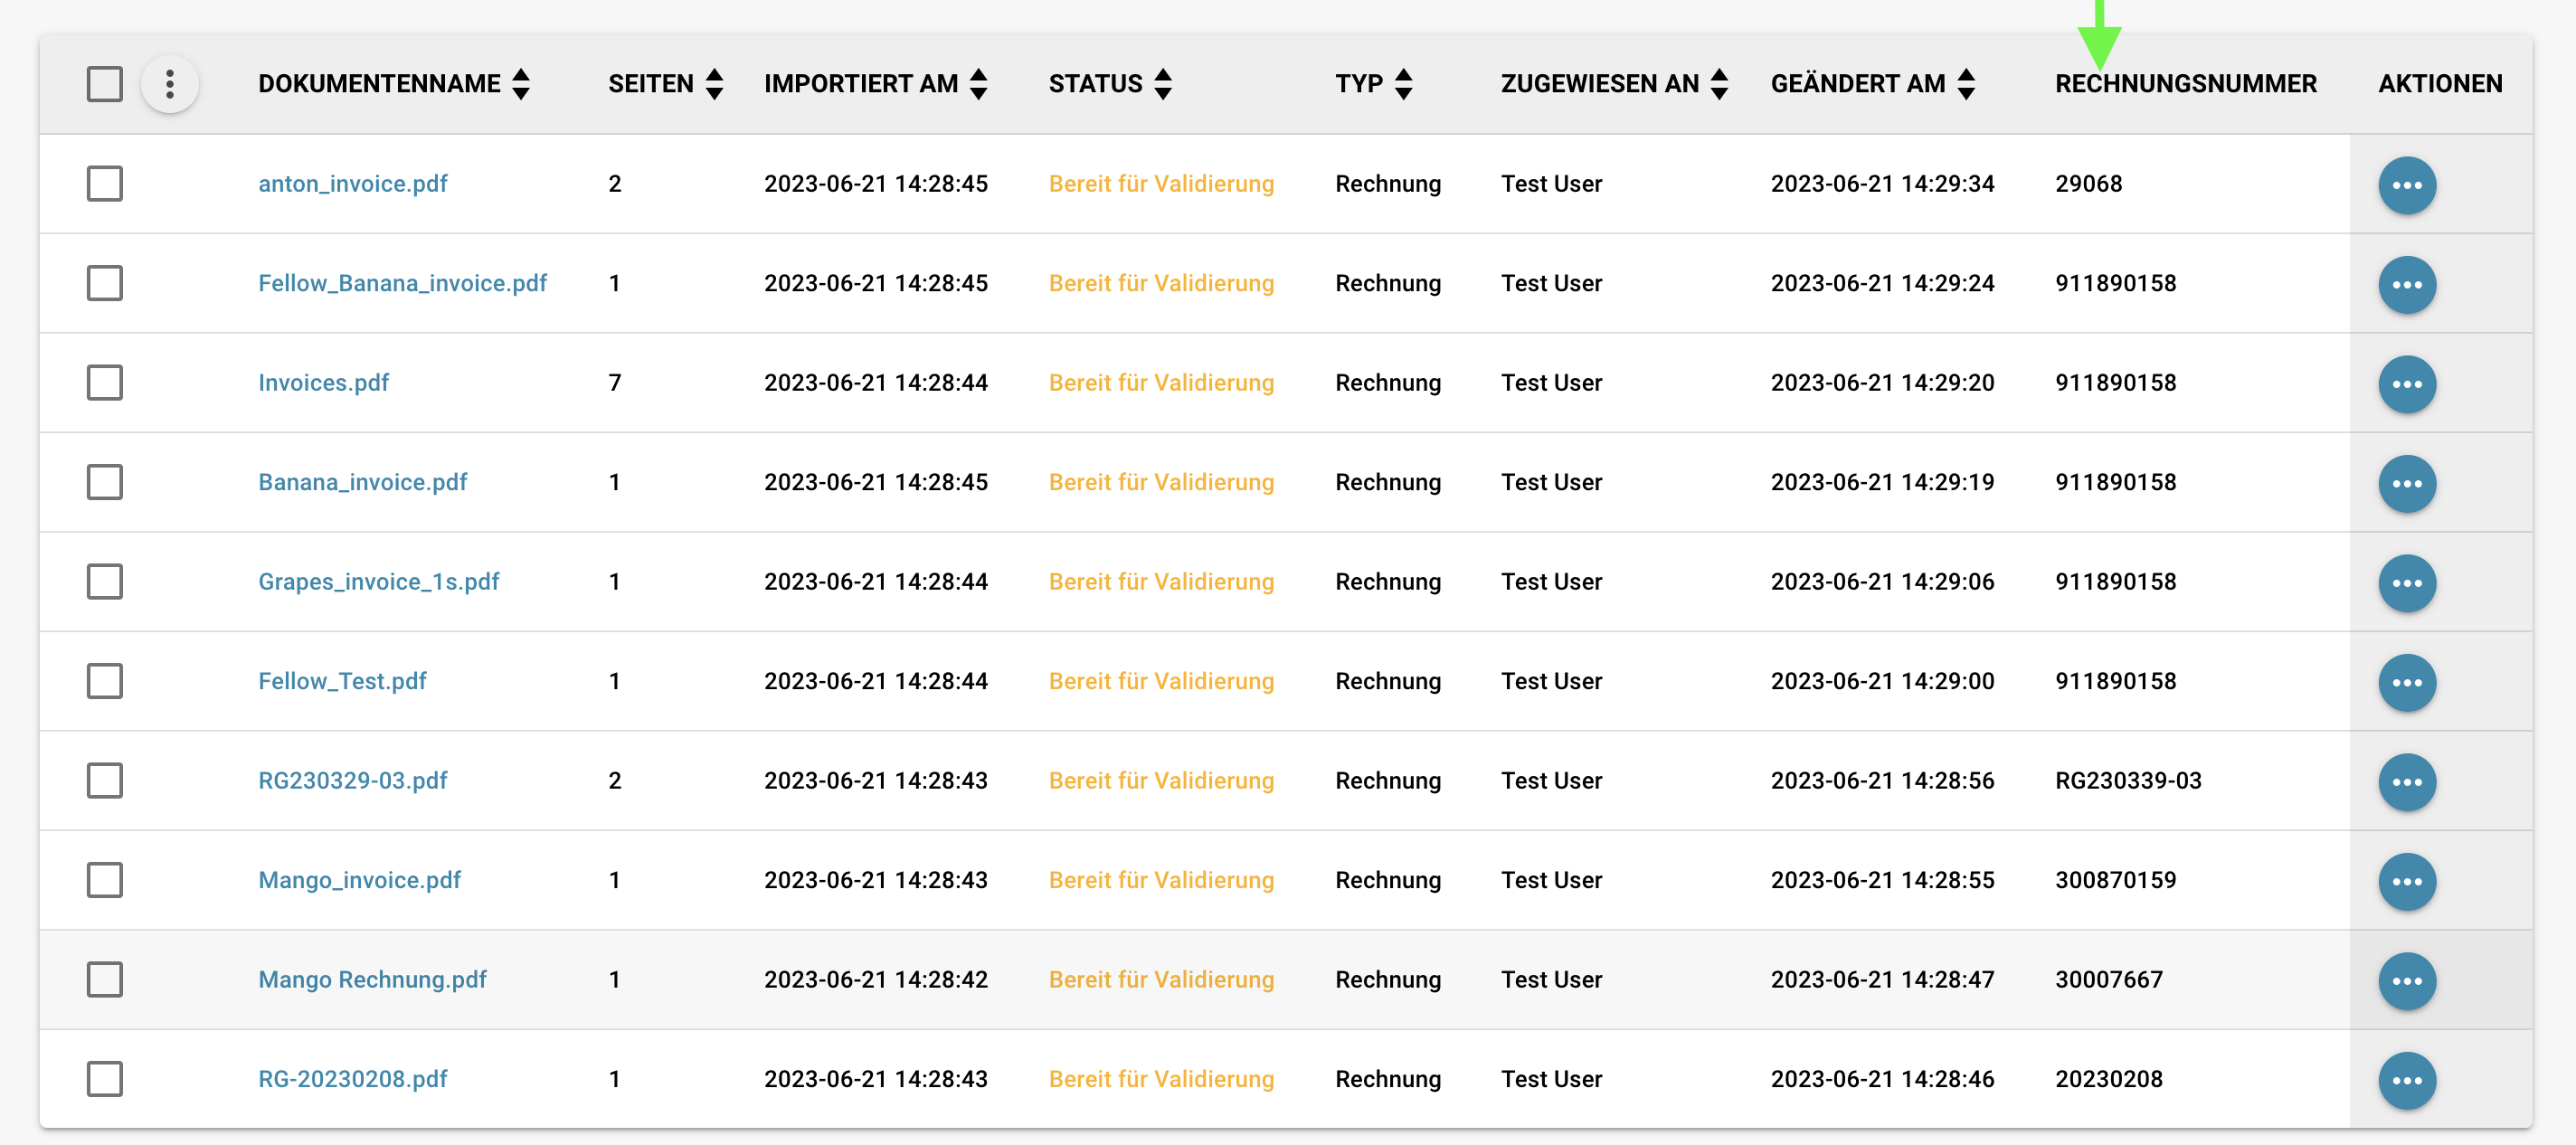 DOKUMENTENNAME SEITEN IMPORTIERT AM STATUS TYP ZUGEWIESEN AN GEÄNDERT AM RECHNUNGSNUMMER AKTIONEN
anton_invoice.pdf 2 2023-06-21 14:28:45 Bereit für Validierung Rechnung Test User 2023-06-21 14:29:34 29068
Fellow_Banana_invoice.pdf 1 2023-06-21 14:28:45 Bereit für Validierung Rechnung Test User 2023-06-21 14:29:24 911890158
Invoices.pdf 7 2023-06-21 14:28:44 Bereit für Validierung Rechnung Test User 2023-06-21 14:29:20 911890158
Banana_invoice.pdf 1 2023-06-21 14:28:45 Bereit für Validierung Rechnung Test User 2023-06-21 14:29:19 911890158
Grapes_invoice_1s.pdf 1 2023-06-21 14:28:44 Bereit für Validierung Rechnung Test User 2023-06-21 14:29:06 911890158
Fellow_Test.pdf 1 2023-06-21 14:28:44 Bereit für Validierung Rechnung Test User 2023-06-21 14:29:00 911890158
RG230329-03.pdf 2 2023-06-21 14:28:43 Bereit für Validierung Rechnung Test User 2023-06-21 14:28:56 RG230339-03
Mango_invoice.pdf 1 2023-06-21 14:28:43 Bereit für Validierung Rechnung Test User 2023-06-21 14:28:55 300870159
Mango Rechnung.pdf 1 2023-06-21 14:28:42 Bereit für Validierung Rechnung Test User 2023-06-21 14:28:47 30007667
RG-20230208.pdf 1 2023-06-21 14:28:43 Bereit für Validierung Rechnung Test User 2023-06-21 14:28:46 20230208